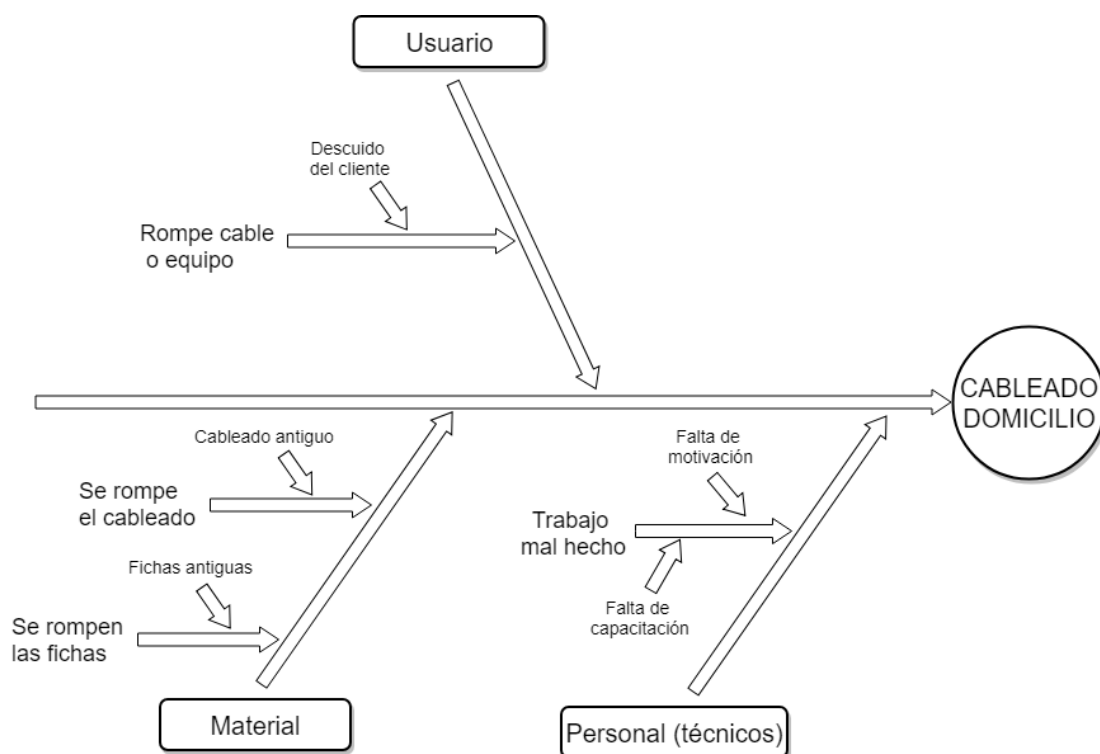 Usuario
Descuido
del cliente
Rompe cable
o equipo
CABLEADO
DOMICILIO
Cableado antiguo
Se rompe
el cableado
Fichas antiguas
Se rompen
las fichas
Material
Falta de
motivación
Trabajo
mal hecho
Falta de
capacitación
Personal (técnicos)